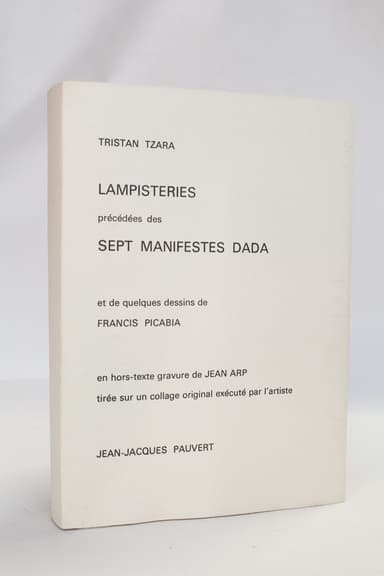 TRISTAN TZARA
LAMPISTERIES
précédées des
SEPT MANIFESTES DADA
et de quelques dessins de
FRANCIS PICABIA
en hors-texte gravure de JEAN ARP
tirée sur un collage original exécuté par l'artiste
JEAN-JACQUES PAUVERT